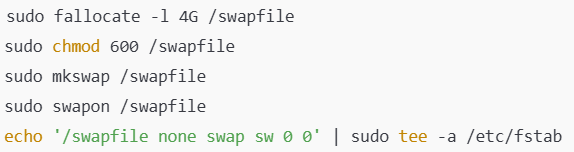 sudo fallocate -l 4G /swapfile
sudo chmod 600 /swapfile
sudo mkswap /swapfile
sudo swapon /swapfile
echo '/swapfile none swap sw 0 0' | sudo tee -a /etc/fstab